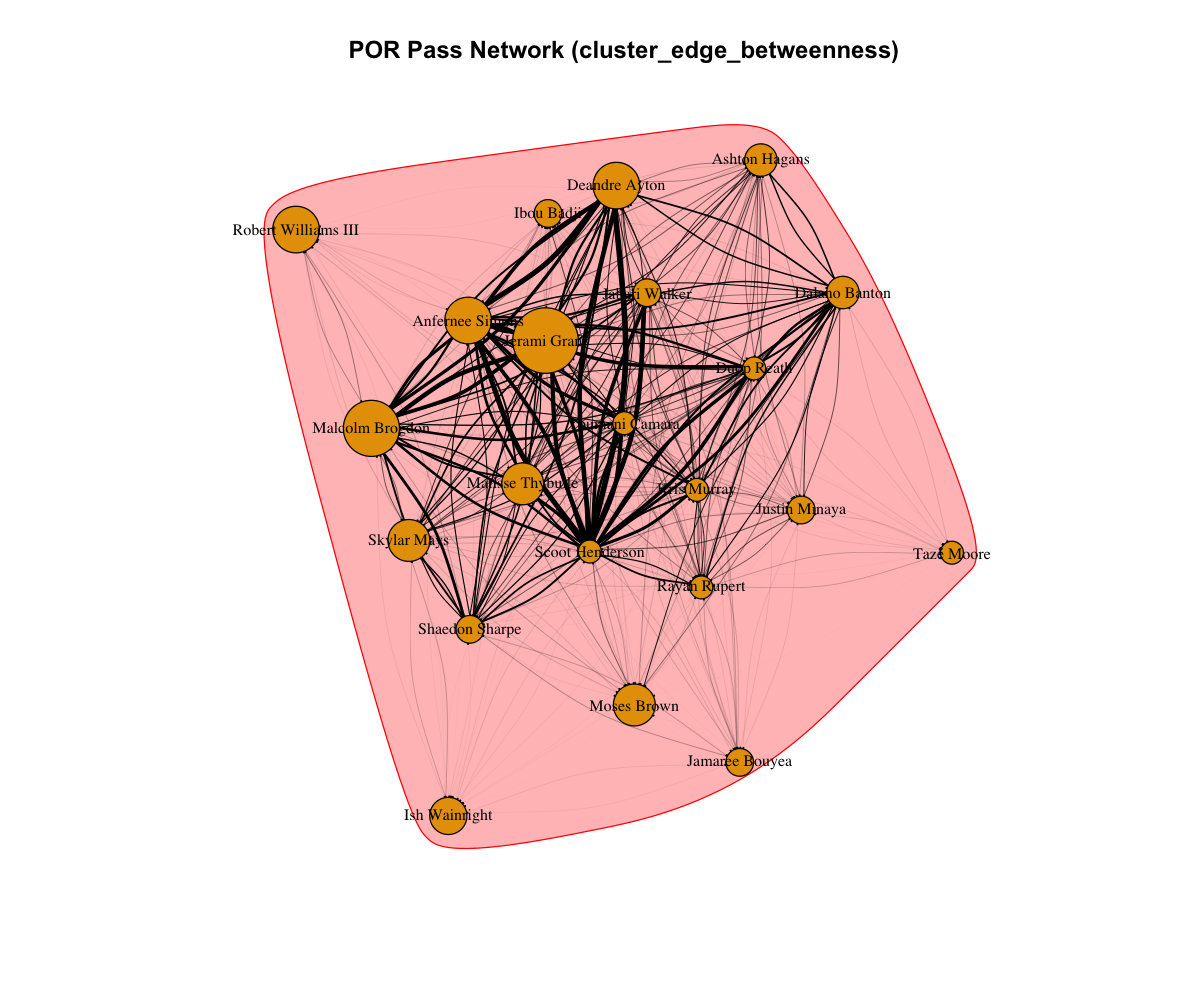 POR Pass Network (cluster_edge_betweenness)
Ashton Hagans
Deandre Ayton
Ibou Badji
Robert Williams III
Jabari Walker
Dalano Banton
Anfernee Simons
Jerami Grant
Duop Reath
Malcolm Brogdon
Toumani Camara
Matisse Thybulle
Kris Murray
Justin Minaya
Skylar Mays
Scoot Henderson
Taze Moore
Rayan Rupert
Shaedon Sharpe
Moses Brown
Jamaree Bouyea
Ish Wainright